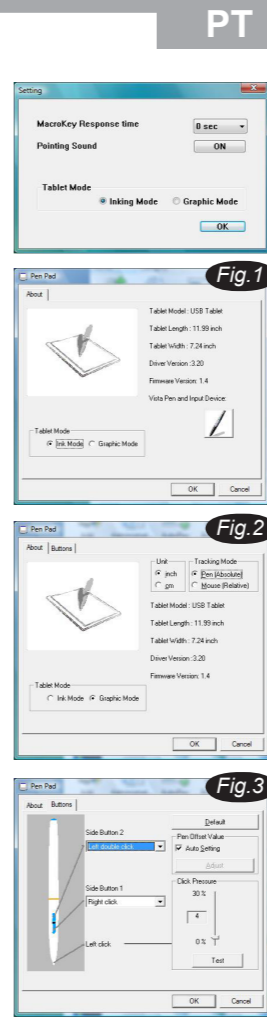 PT
Setting
MacroKey Response time
0 sec
Pointing Sound
ON
Tablet Mode
Inking Mode
Graphic Mode
OK
Fig.1
Pen Pad
About
Tablet Model : USB Tablet
Tablet Length : 11.99 inch
Tablet Width : 7.24 inch
Driver Version :3.20
Firmware Version: 1.4
Vista Pen and Input Device:
Tablet Mode
Ink Mode
Graphic Mode
OK
Cancel
Fig.2
Pen Pad
About
Buttons
Unit
inch
cm
Tracking Mode
Pen (Absolute)
Mouse (Relative)
Tablet Model : USB Tablet
Tablet Length : 11.99 inch
Tablet Width : 7.24 inch
Driver Version :3.20
Firmware Version: 1.4
Tablet Mode
Ink Mode
Graphic Mode
OK
Cancel
Fig.3
Pen Pad
About
Buttons
Side Button 2
Left double click
Side Button 1
Right click
Left click
Default
Pen Offset Value
Auto Setting
Adjust
Click Pressure
30 %
4
0 %
Test
OK
Cancel